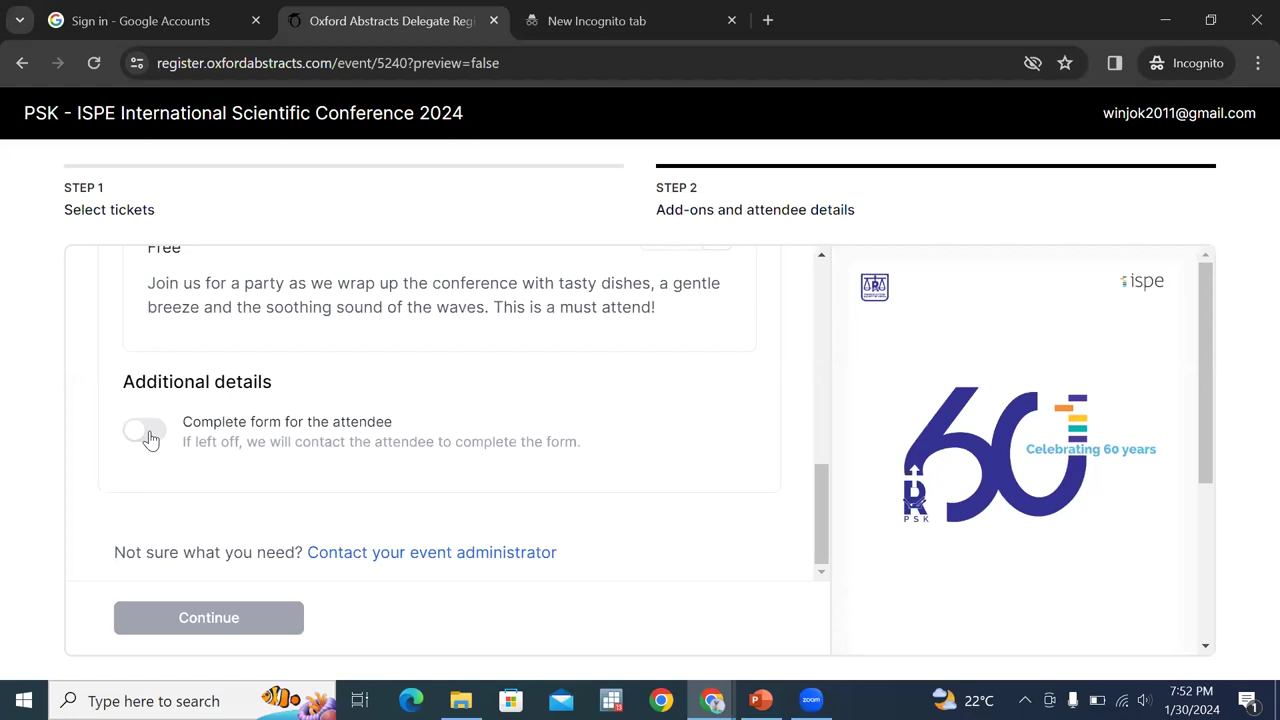 Sign in - Google Accounts
Oxford Abstracts Delegate Reg
New Incognito tab
register.oxfordabstracts.com/event/5240?preview=false
Incognito
PSK - ISPE International Scientific Conference 2024
winjok2011@gmail.com
STEP 1
Select tickets
STEP 2
Add-ons and attendee details
Free
Join us for a party as we wrap up the conference with tasty dishes, a gentle
breeze and the soothing sound of the waves. This is a must attend!
Additional details
Complete form for the attendee
If left off, we will contact the attendee to complete the form.
Not sure what you need? Contact your event administrator
Continue
ispe
60
Celebrating 60 years
PSK
Type here to search
22°C
7:52 PM
1/30/2024